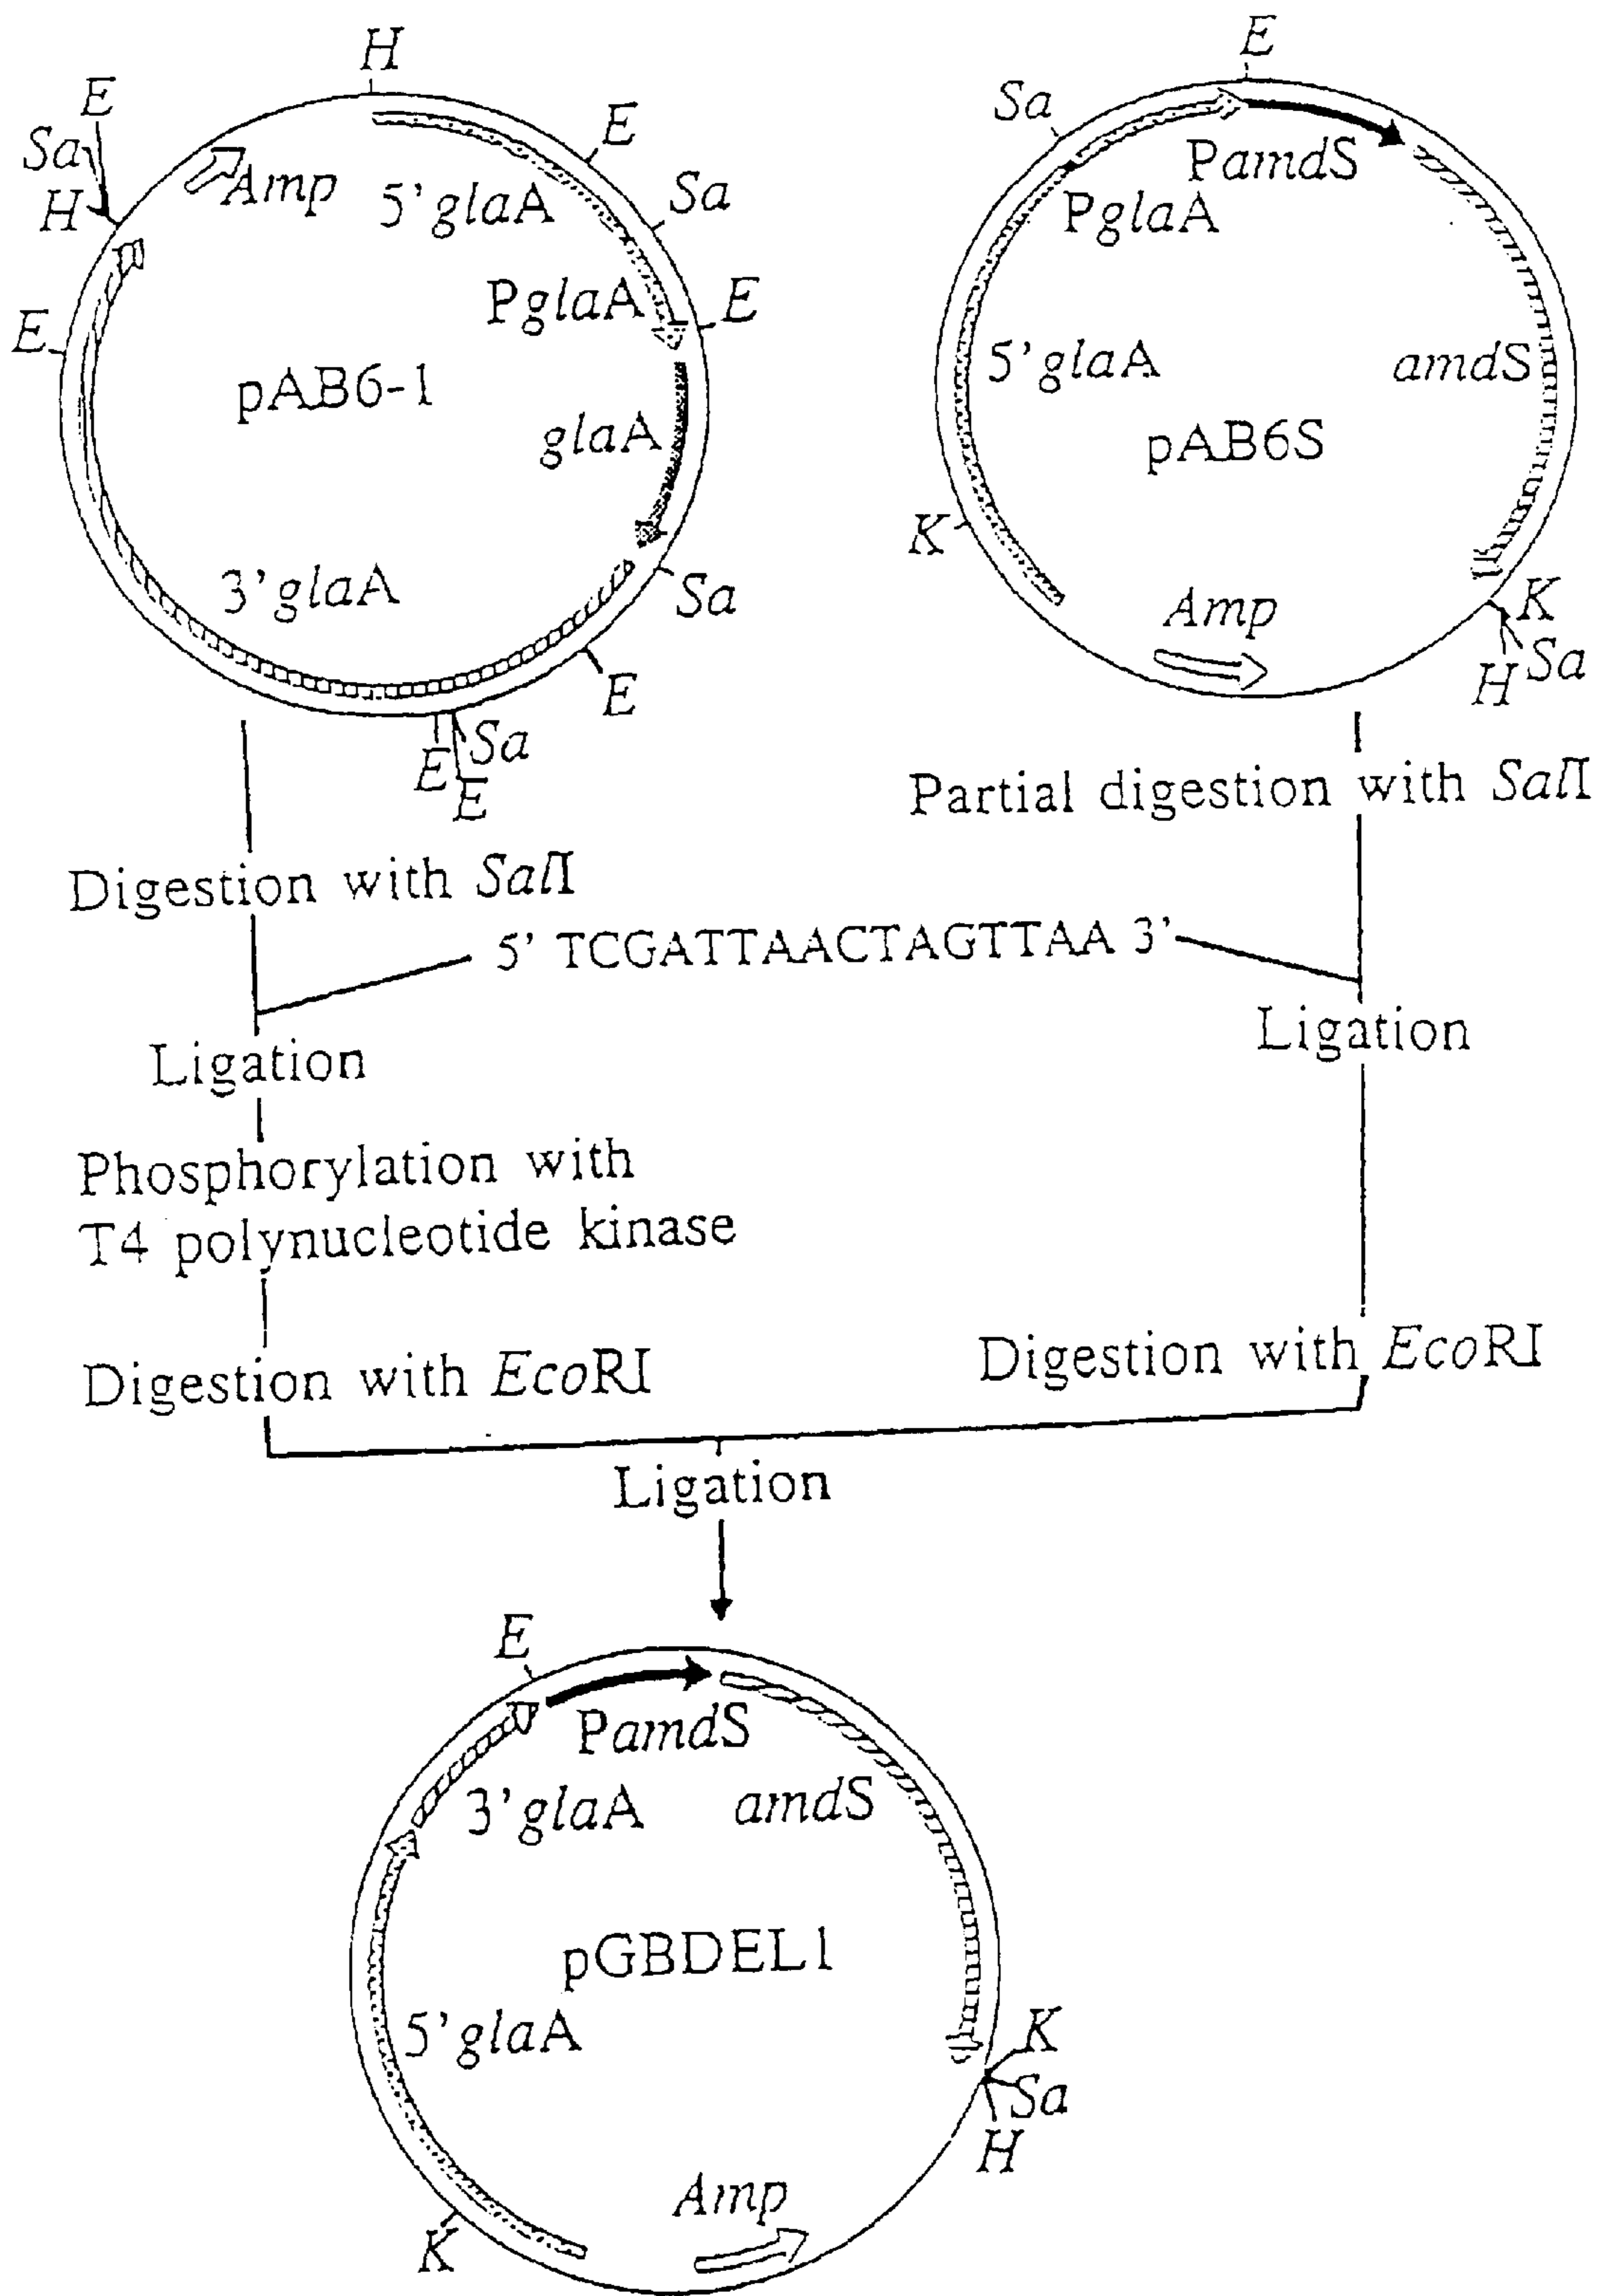 H
E
E
Sa
H
Amp
5'glaA
Sa
PglaA
E
E
pAB6-1
glaA
3'glaA
Sa
E
Sa
E
E
E
Sa
PamdS
PglaA
5'glaA
amdS
pAB6S
K
Amp
K
Sa
H
Partial digestion with SalI
Digestion with SalI
5' TCGATTAACTAGTTAA 3'
Ligation
Ligation
Phosphorylation with
T4 polynucleotide kinase
Digestion with EcoRI
Digestion with EcoRI
Ligation
E
PamdS
3'glaA
amdS
pGBDEL1
5'glaA
K
Sa
H
Amp
K